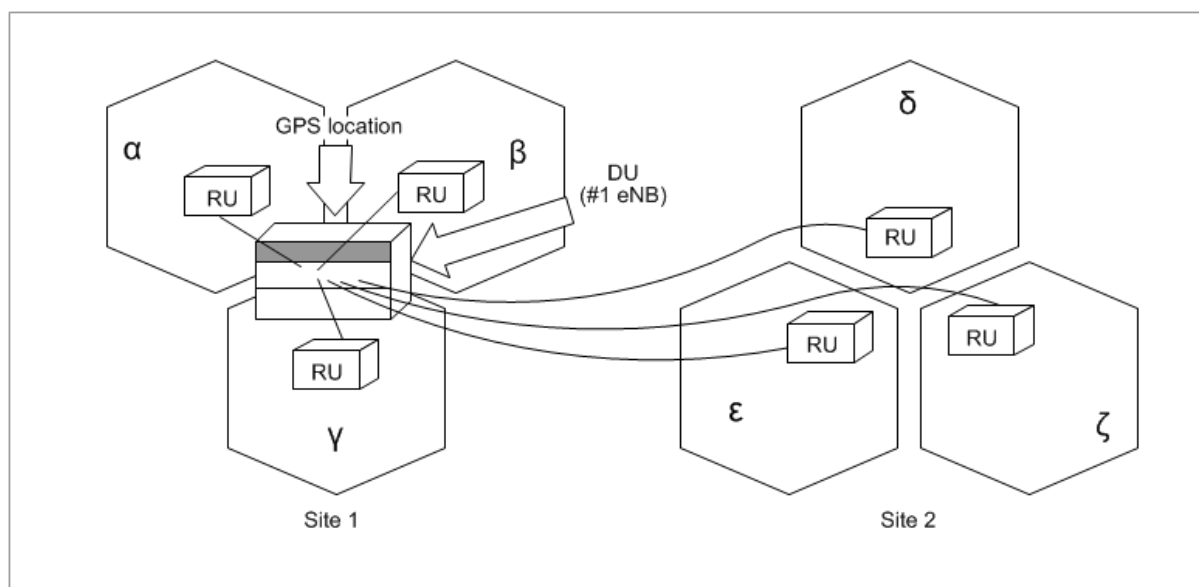 GPS location
α
β
RU
RU
DU
(#1 eNB)
RU
γ
Site 1
δ
RU
RU
RU
ε
ζ
Site 2